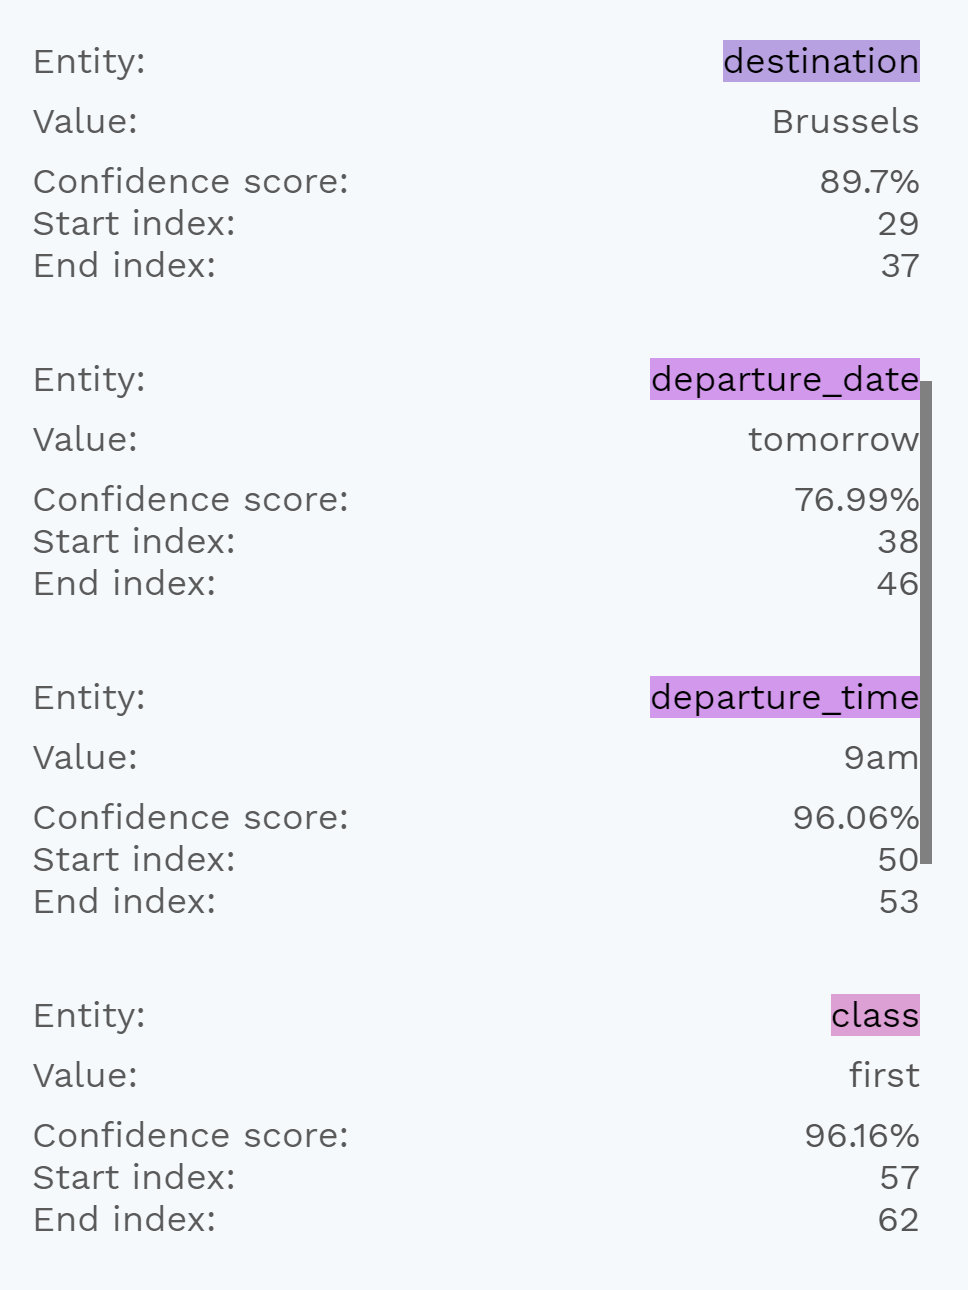 Entity: destination
Value: Brussels
Confidence score: 89.7%
Start index: 29
End index: 37
Entity: departure_date
Value: tomorrow
Confidence score: 76.99%
Start index: 38
End index: 46
Entity: departure_time
Value: 9am
Confidence score: 96.06%
Start index: 50
End index: 53
Entity: class
Value: first
Confidence score: 96.16%
Start index: 57
End index: 62